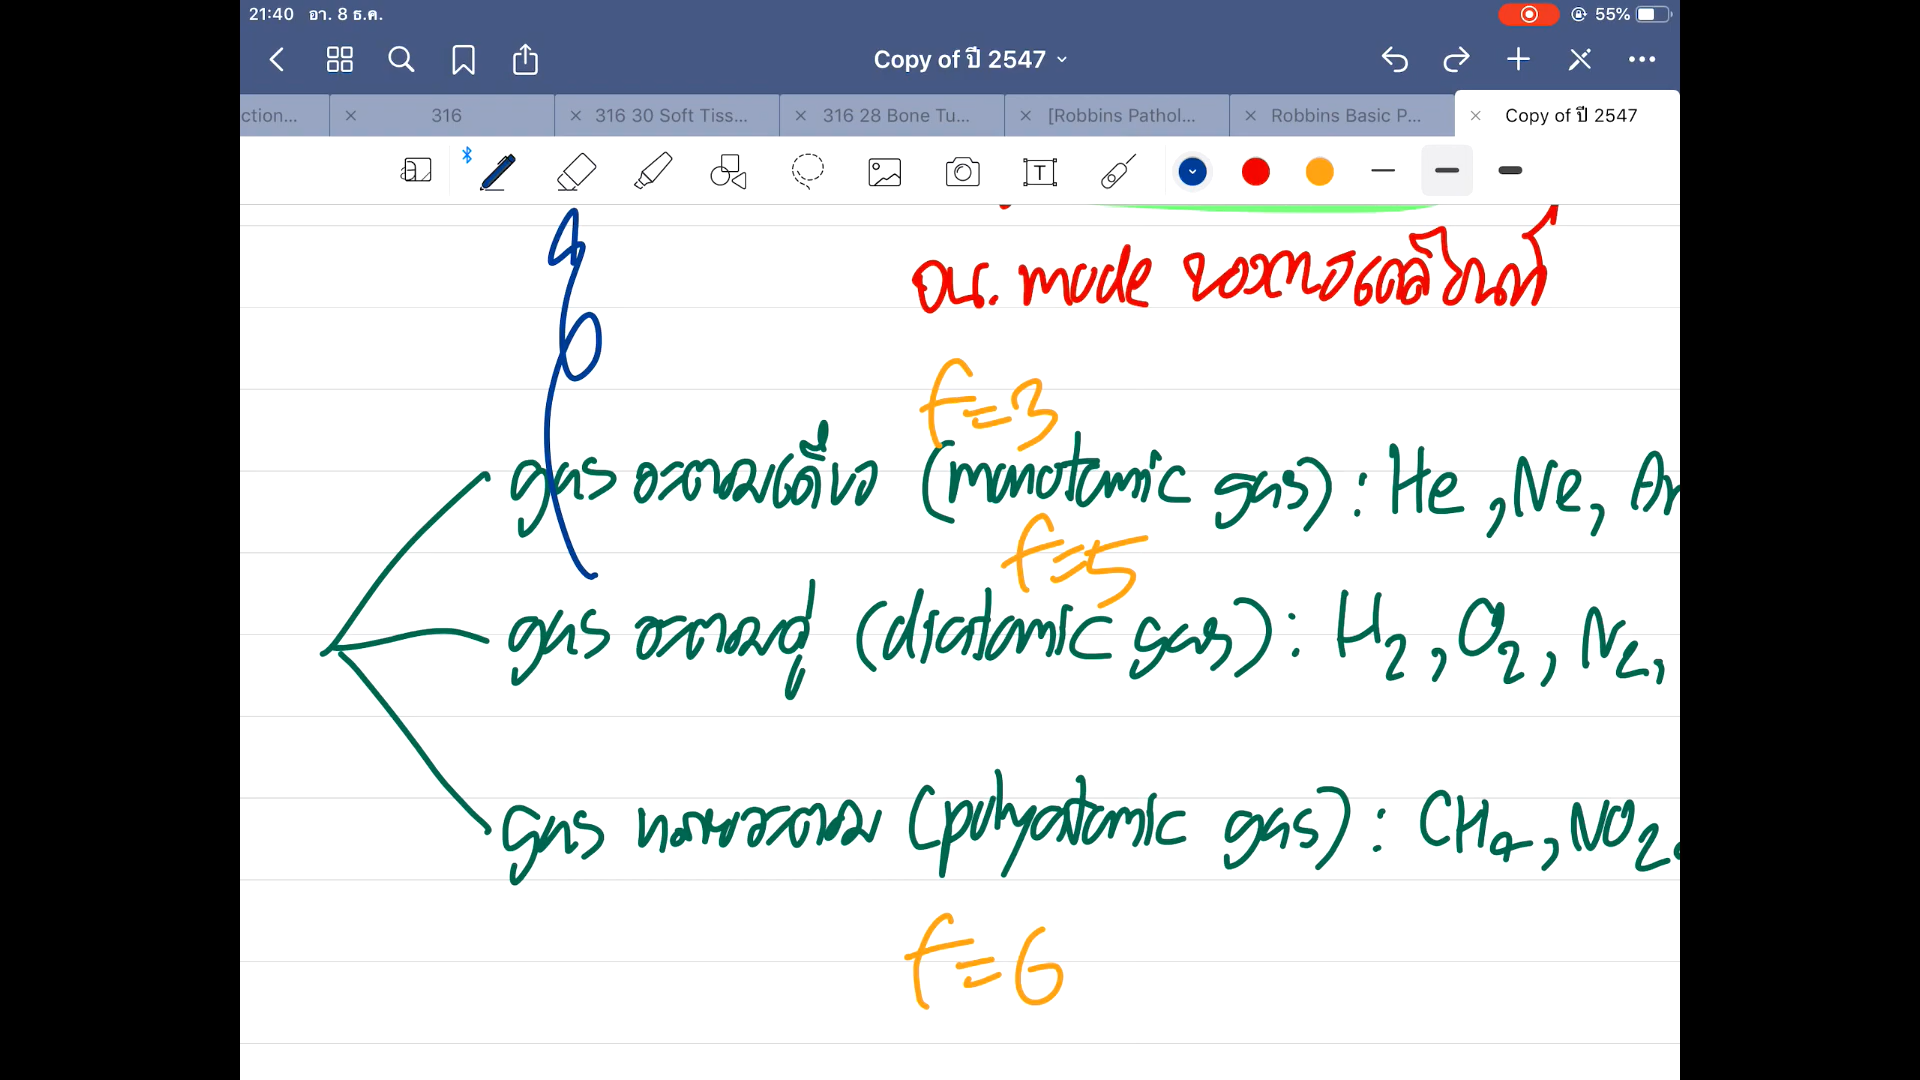 21:40 อา. 8 ธ.ค. 55%
Copy of ปี 2547
ction... 316 316 30 Soft Tiss... 316 28 Bone Tu... [Robbins Pathol... Robbins Basic P... Copy of ปี 2547
จน. mode ของการเคลื่อนที่
f=3
gas อะตอมเดี่ยว (monotamic gas) : He, Ne, Ar
f=5
gas อะตอมคู่ (diatomic gas) : H2, O2, N2,
gas หลายอะตอม (polyatomic gas) : CH4, NO2
f=6